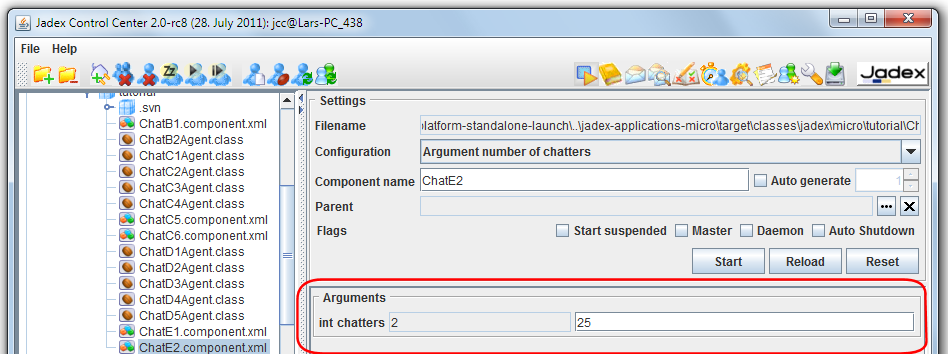 Jadex Control Center 2.0-rc8 (28. July 2011): jcc@Lars-PC_438
File Help
Jadex
tutorial
.svn
ChatB1.component.xml
ChatB2Agent.class
ChatC1Agent.class
ChatC2Agent.class
ChatC3Agent.class
ChatC4Agent.class
ChatC5.component.xml
ChatC6.component.xml
ChatD1Agent.class
ChatD2Agent.class
ChatD3Agent.class
ChatD4Agent.class
ChatD5Agent.class
ChatE1.component.xml
ChatE2.component.xml
Settings
Filename latform-standalone-launch\..\jadex-applications-micro\target\classes\jadex\micro\tutorial\Ch
Configuration Argument number of chatters
Component name ChatE2 Auto generate 1
Parent ...
Flags Start suspended Master Daemon Auto Shutdown
Start Reload Reset
Arguments
int chatters 2 25